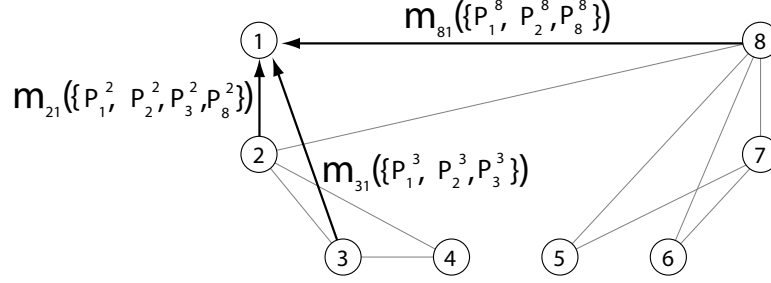 m₈₁({P₁⁸, P₂⁸,P₈⁸})
1
8
m₂₁({P₁², P₂²,P₃²,P₈²})
2
7
m₃₁({P₁³, P₂³,P₃³})
3
4
5
6